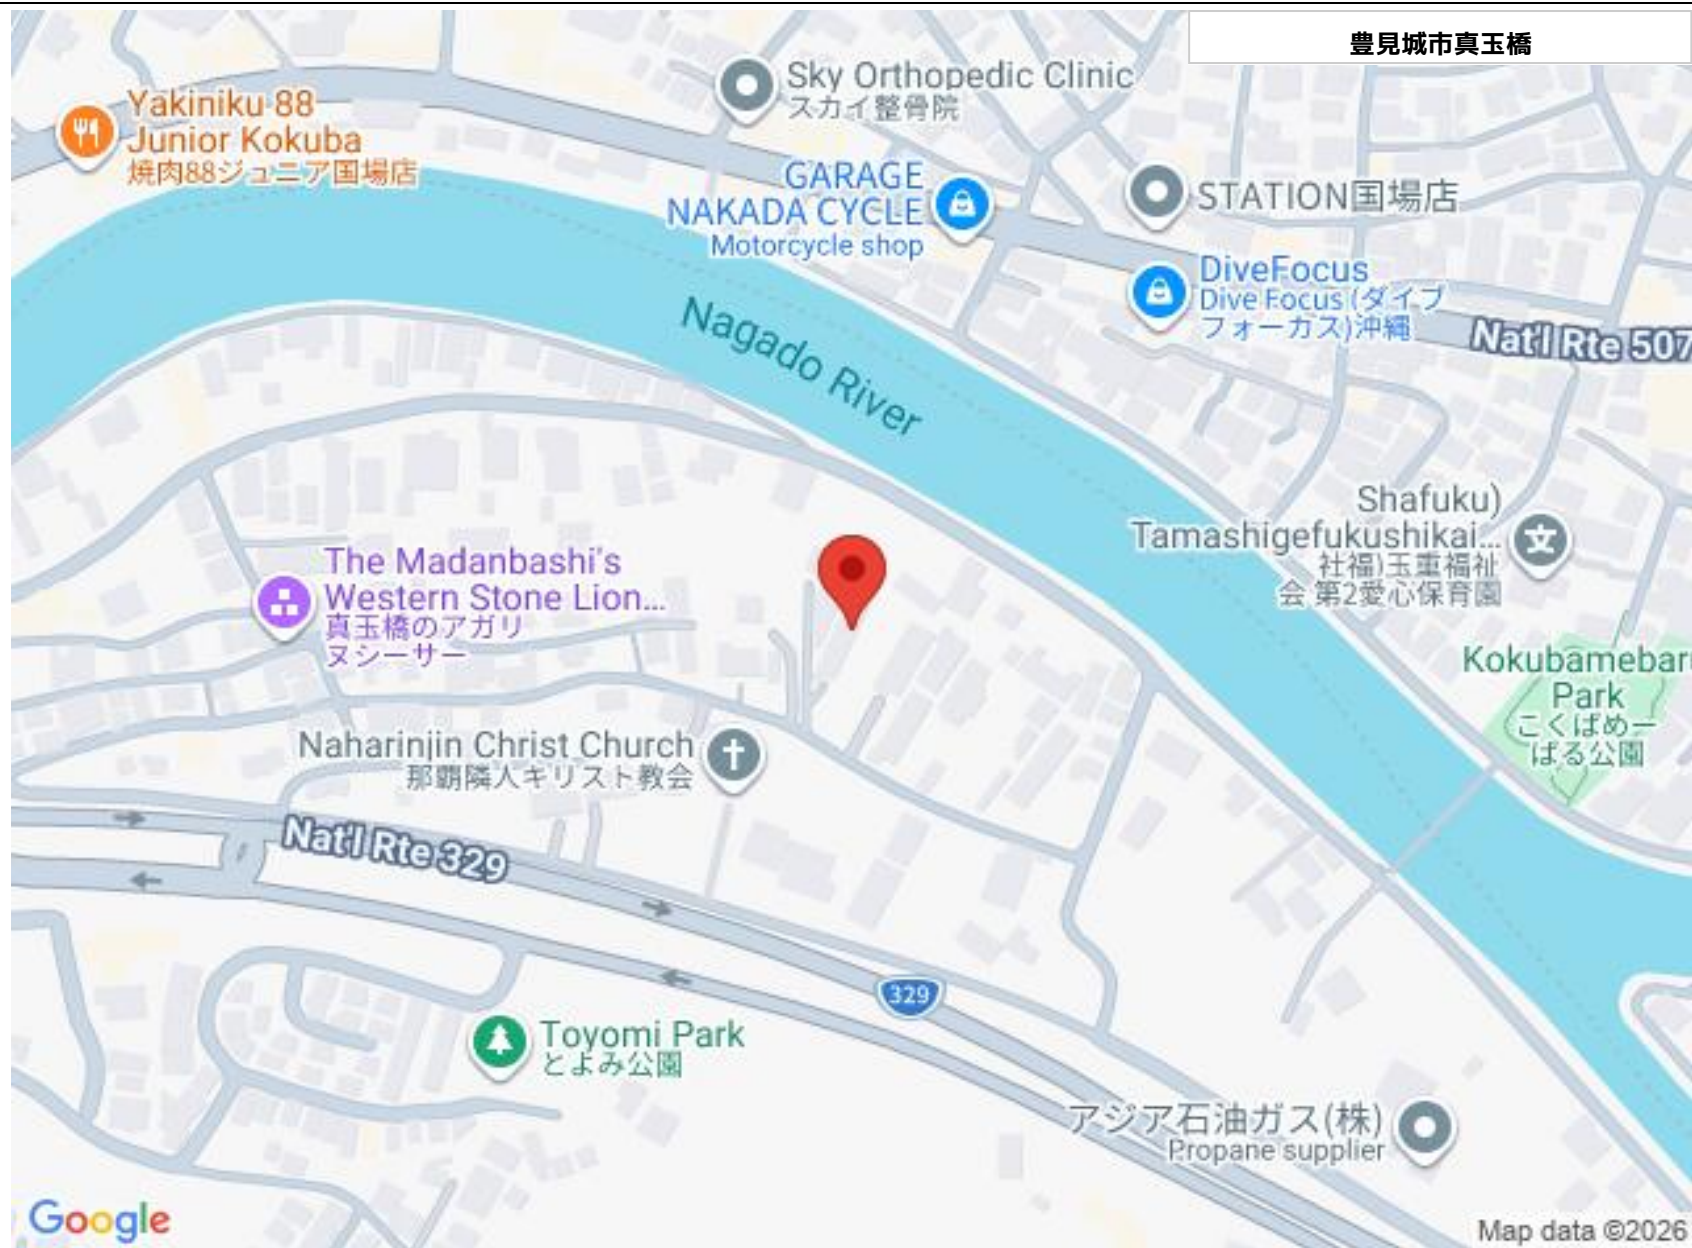 豊見城市真玉橋
Sky Orthopedic Clinic
スカイ整骨院
Yakiniku 88
Junior Kokuba
焼肉88ジュニア国場店
GARAGE
NAKADA CYCLE
Motorcycle shop
STATION国場店
DiveFocus
Dive Focus (ダイブ
フォーカス)沖縄
Nat'l Rte 507
Nagado River
Shafuku)
Tamashigefukushikai...
社福)玉重福祉
会 第2愛心保育園
The Madanbashi's
Western Stone Lion...
真玉橋のアガリ
ヌシーサー
Kokubamebaru
Park
こくばめー
ばる公園
Naharinjin Christ Church
那覇隣人キリスト教会
Nat'l Rte 329
329
Toyomi Park
とよみ公園
アジア石油ガス(株)
Propane supplier
Google
Map data ©2026